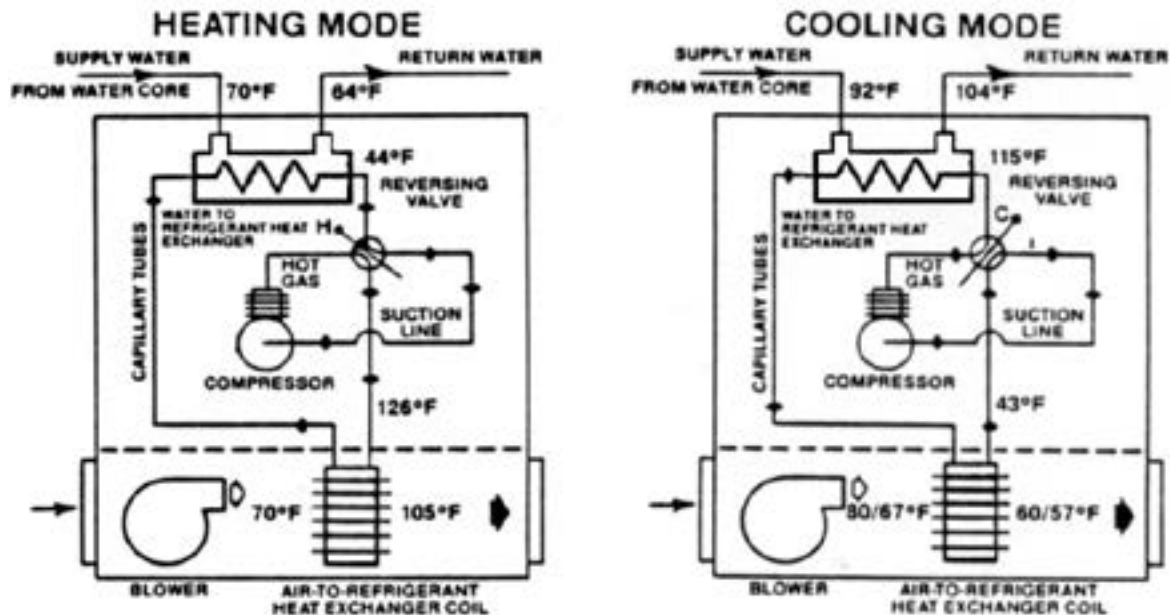 HEATING MODE
SUPPLY WATER
RETURN WATER
FROM WATER CORE
70°F
64°F
44°F
REVERSING
VALVE
WATER TO
REFRIGERANT HEAT
EXCHANGER
H
HOT
GAS
CAPILLARY TUBES
SUCTION
LINE
COMPRESSOR
126°F
70°F
105°F
BLOWER
AIR-TO-REFRIGERANT
HEAT EXCHANGER COIL
COOLING MODE
SUPPLY WATER
RETURN WATER
FROM WATER CORE
92°F
104°F
115°F
REVERSING
VALVE
WATER TO
REFRIGERANT HEAT
EXCHANGER
C
HOT
GAS
CAPILLARY TUBES
SUCTION
LINE
COMPRESSOR
43°F
80/67°F
60/57°F
BLOWER
AIR-TO-REFRIGERANT
HEAT EXCHANGER COIL